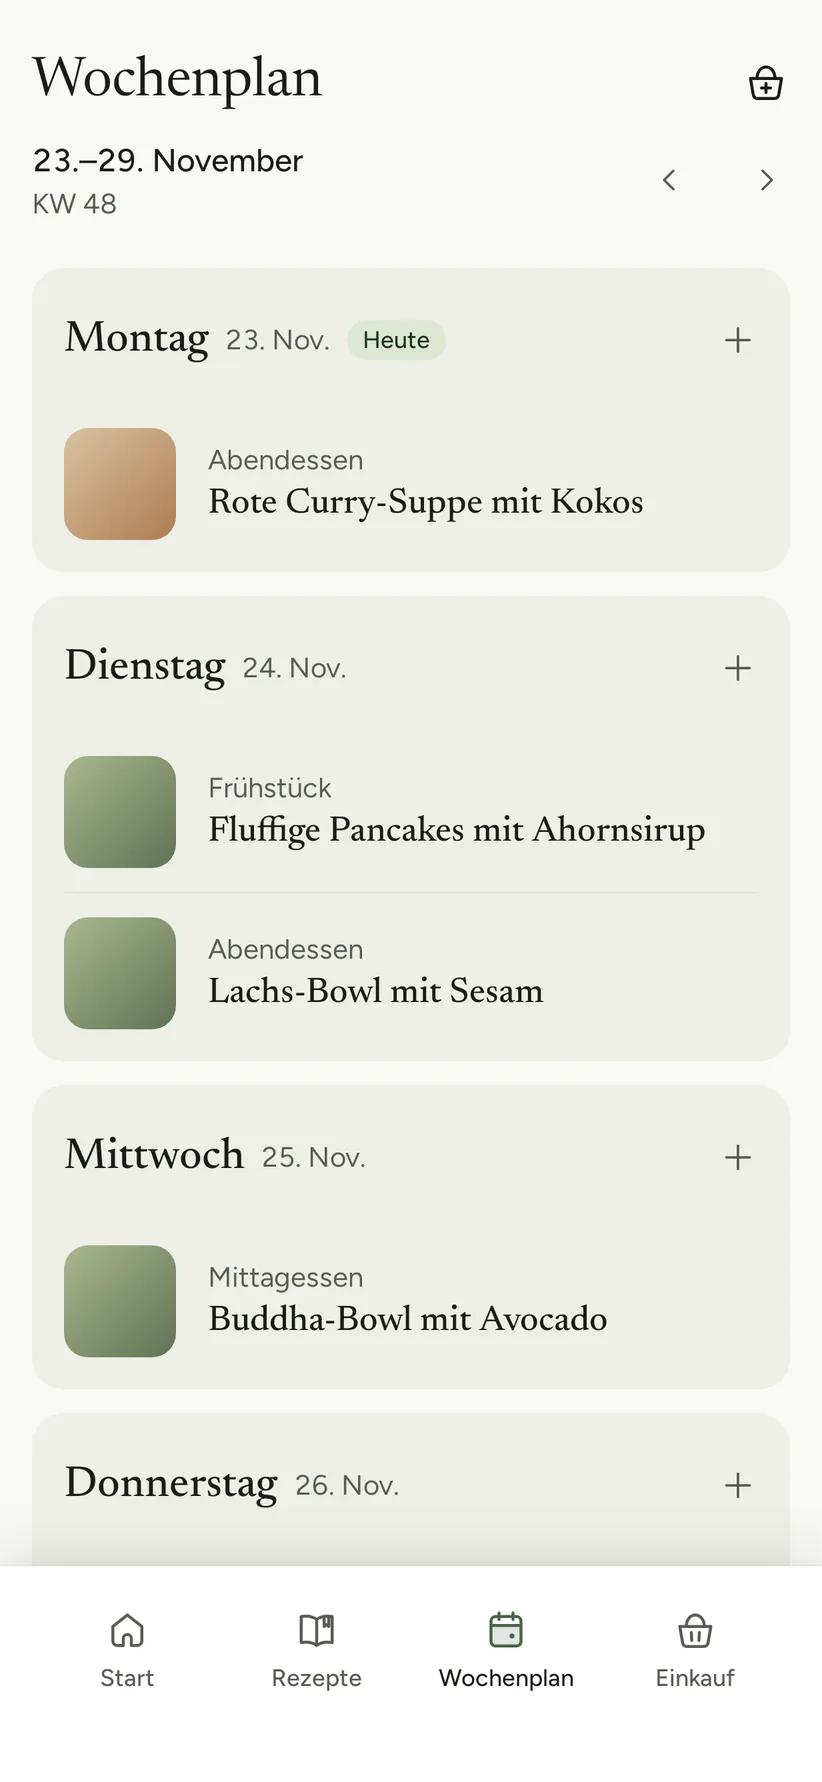 Wochenplan
23.–29. November
KW 48
Montag 23. Nov. Heute
Abendessen
Rote Curry-Suppe mit Kokos
Dienstag 24. Nov.
Frühstück
Fluffige Pancakes mit Ahornsirup
Abendessen
Lachs-Bowl mit Sesam
Mittwoch 25. Nov.
Mittagessen
Buddha-Bowl mit Avocado
Donnerstag 26. Nov.
Start Rezepte Wochenplan Einkauf